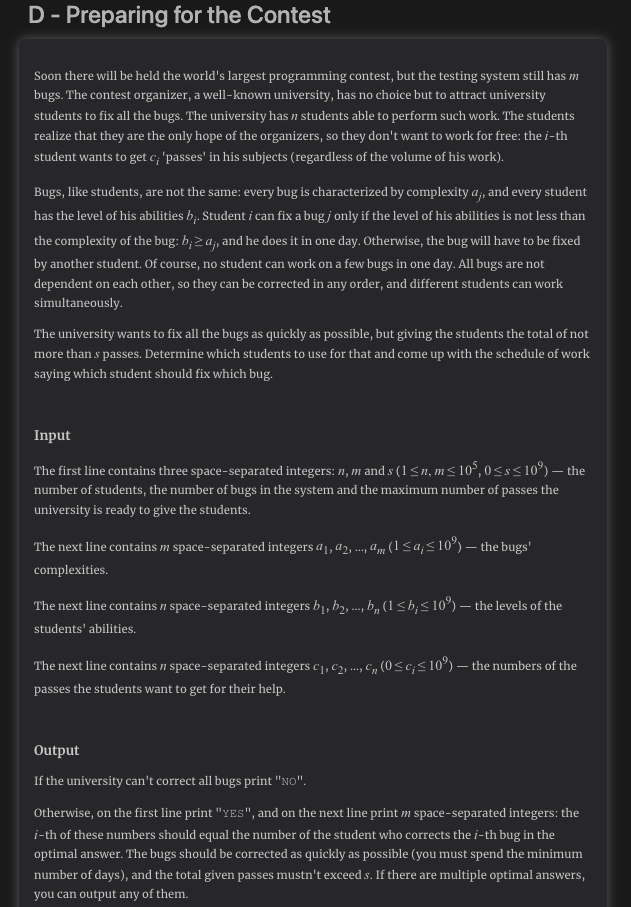 D - Preparing for the Contest
Soon there will be held the world's largest programming contest, but the testing system still has m
bugs. The contest organizer, a well-known university, has no choice but to attract university
students to fix all the bugs. The university has n students able to perform such work. The students
realize that they are the only hope of the organizers, so they don't want to work for free: the i-th
student wants to get c_i 'passes' in his subjects (regardless of the volume of his work).
Bugs, like students, are not the same: every bug is characterized by complexity a_j, and every student
has the level of his abilities b_i. Student i can fix a bug j only if the level of his abilities is not less than
the complexity of the bug: b_i ≥ a_j, and he does it in one day. Otherwise, the bug will have to be fixed
by another student. Of course, no student can work on a few bugs in one day. All bugs are not
dependent on each other, so they can be corrected in any order, and different students can work
simultaneously.
The university wants to fix all the bugs as quickly as possible, but giving the students the total of not
more than s passes. Determine which students to use for that and come up with the schedule of work
saying which student should fix which bug.
Input
The first line contains three space-separated integers: n, m and s (1 ≤ n, m ≤ 10^5, 0 ≤ s ≤ 10^9) — the
number of students, the number of bugs in the system and the maximum number of passes the
university is ready to give the students.
The next line contains m space-separated integers a_1, a_2, ..., a_m (1 ≤ a_i ≤ 10^9) — the bugs'
complexities.
The next line contains n space-separated integers b_1, b_2, ..., b_n (1 ≤ b_i ≤ 10^9) — the levels of the
students' abilities.
The next line contains n space-separated integers c_1, c_2, ..., c_n (0 ≤ c_i ≤ 10^9) — the numbers of the
passes the students want to get for their help.
Output
If the university can't correct all bugs print "NO".
Otherwise, on the first line print "YES", and on the next line print m space-separated integers: the
i-th of these numbers should equal the number of the student who corrects the i-th bug in the
optimal answer. The bugs should be corrected as quickly as possible (you must spend the minimum
number of days), and the total given passes mustn't exceed s. If there are multiple optimal answers,
you can output any of them.